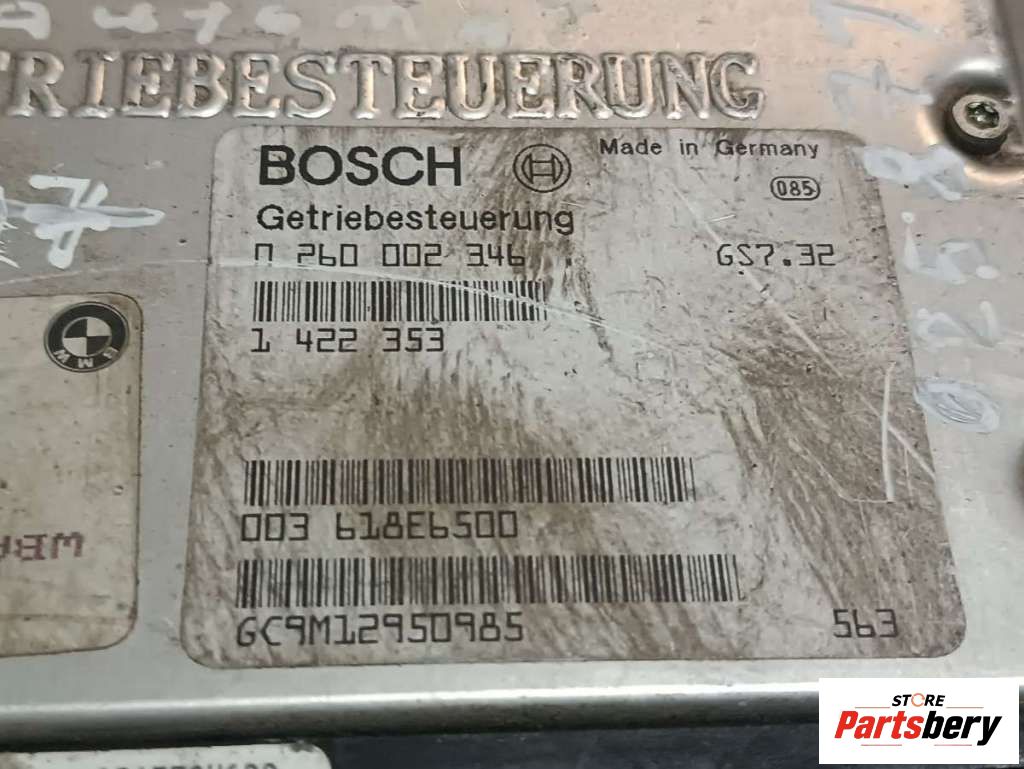 TRIEBESTEUERUNG
BOSCH Made in Germany
085
Getriebesteuerung
0 260 002 346 GS7.32
1 422 353
BMW
003 618E6500
GC9M12950985 563
STORE
Partsbery